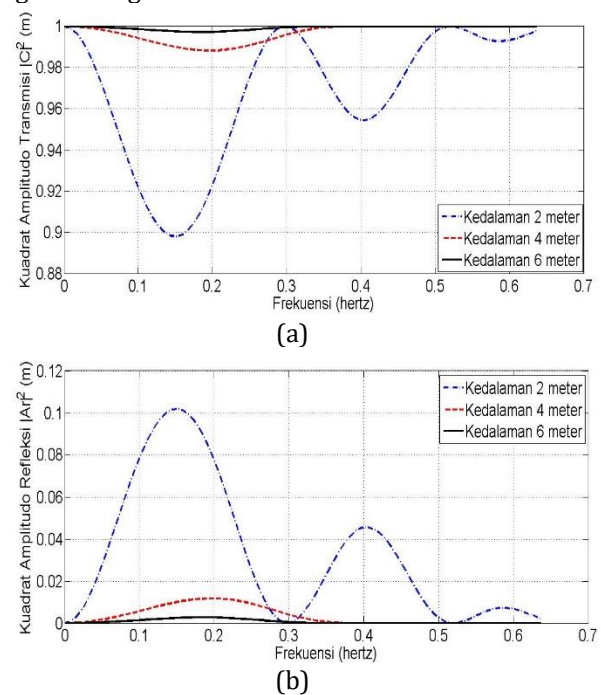 Kuadrat Amplitudo Transmisi |Ct|² (m)
1
0.98
0.96
0.94
0.92
0.9
0.88
0 0.1 0.2 0.3 0.4 0.5 0.6 0.7
Frekuensi (hertz)
Kedalaman 2 meter
Kedalaman 4 meter
Kedalaman 6 meter
(a)
Kuadrat Amplitudo Refleksi |Ar|² (m)
0.12
0.1
0.08
0.06
0.04
0.02
0
0 0.1 0.2 0.3 0.4 0.5 0.6 0.7
Frekuensi (hertz)
Kedalaman 2 meter
Kedalaman 4 meter
Kedalaman 6 meter
(b)